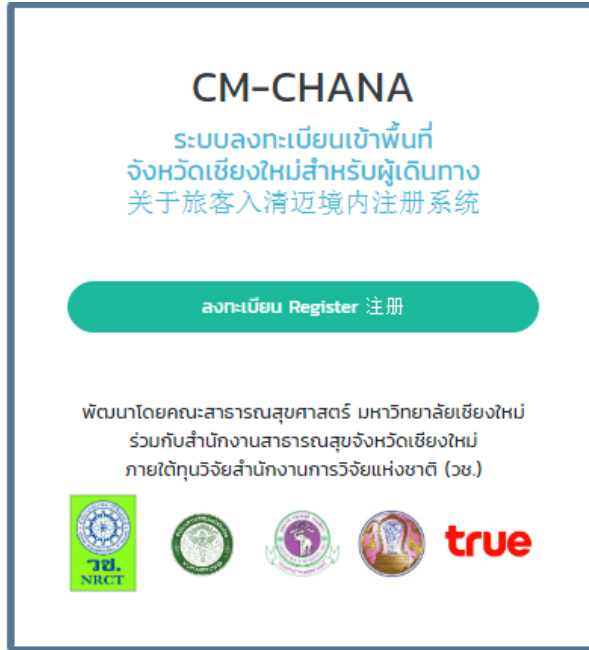 CM-CHANA
ระบบลงทะเบียนเข้าพื้นที่
จังหวัดเชียงใหม่สำหรับผู้เดินทาง
关于旅客入清迈境内注册系统
ลงทะเบียน Register 注册
พัฒนาโดยคณะสาธารณสุขศาสตร์ มหาวิทยาลัยเชียงใหม่
ร่วมกับสำนักงานสาธารณสุขจังหวัดเชียงใหม่
ภายใต้ทุนวิจัยสำนักงานการวิจัยแห่งชาติ (วช.)
วช.
NRCT
true